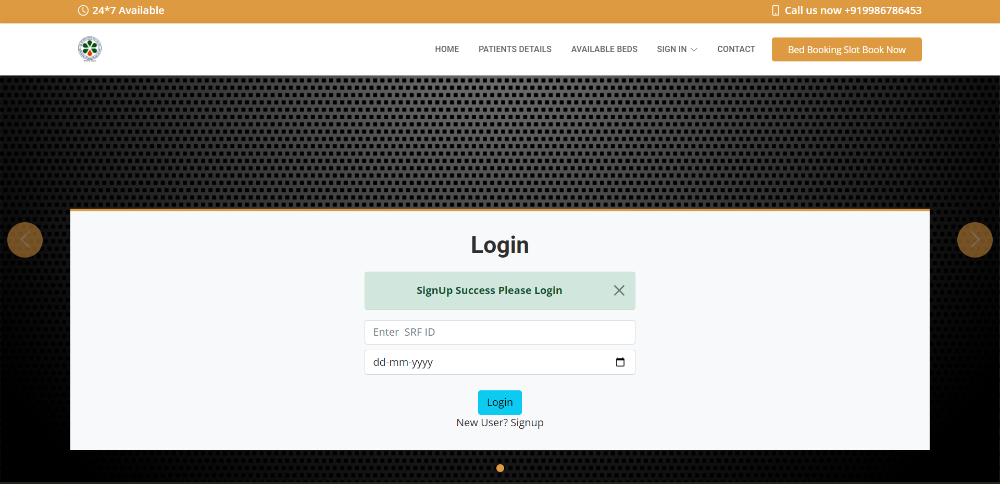 24*7 Available
Call us now +919986786453
HOME
PATIENTS DETAILS
AVAILABLE BEDS
SIGN IN
CONTACT
Bed Booking Slot Book Now
Login
SignUp Success Please Login
Enter  SRF ID
dd-mm-yyyy
Login
New User? Signup